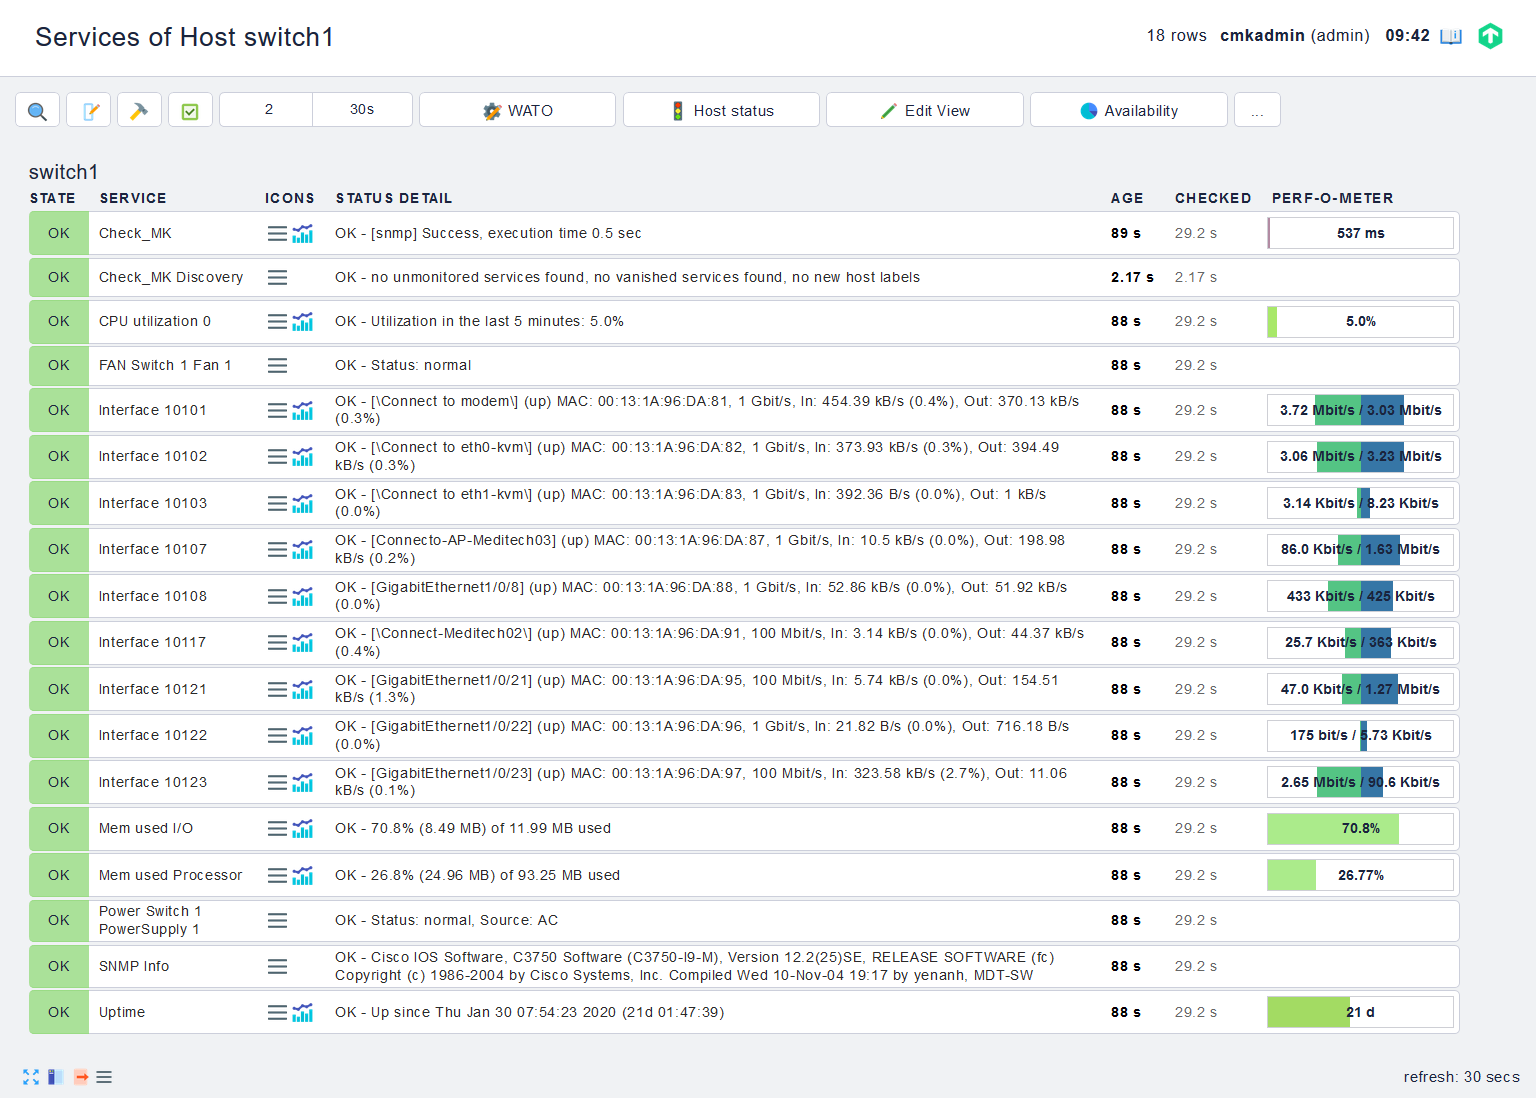 Services of Host switch1
18 rows cmkadmin (admin) 09:42
2 30s WATO Host status Edit View Availability ...
switch1
STATE SERVICE ICONS STATUS DETAIL AGE CHECKED PERF-O-METER
OK Check_MK OK - [snmp] Success, execution time 0.5 sec 89 s 29.2 s 537 ms
OK Check_MK Discovery OK - no unmonitored services found, no vanished services found, no new host labels 2.17 s 2.17 s
OK CPU utilization 0 OK - Utilization in the last 5 minutes: 5.0% 88 s 29.2 s 5.0%
OK FAN Switch 1 Fan 1 OK - Status: normal 88 s 29.2 s
OK Interface 10101 OK - [\Connect to modem\] (up) MAC: 00:13:1A:96:DA:81, 1 Gbit/s, In: 454.39 kB/s (0.4%), Out: 370.13 kB/s
(0.3%) 88 s 29.2 s 3.72 Mbit/s / 3.03 Mbit/s
OK Interface 10102 OK - [\Connect to eth0-kvm\] (up) MAC: 00:13:1A:96:DA:82, 1 Gbit/s, In: 373.93 kB/s (0.3%), Out: 394.49
kB/s (0.3%) 88 s 29.2 s 3.06 Mbit/s / 3.23 Mbit/s
OK Interface 10103 OK - [\Connect to eth1-kvm\] (up) MAC: 00:13:1A:96:DA:83, 1 Gbit/s, In: 392.36 B/s (0.0%), Out: 1 kB/s
(0.0%) 88 s 29.2 s 3.14 Kbit/s / 8.23 Kbit/s
OK Interface 10107 OK - [Connecto-AP-Meditech03] (up) MAC: 00:13:1A:96:DA:87, 1 Gbit/s, In: 10.5 kB/s (0.0%), Out: 198.98
kB/s (0.2%) 88 s 29.2 s 86.0 Kbit/s / 1.63 Mbit/s
OK Interface 10108 OK - [GigabitEthernet1/0/8] (up) MAC: 00:13:1A:96:DA:88, 1 Gbit/s, In: 52.86 kB/s (0.0%), Out: 51.92 kB/s
(0.0%) 88 s 29.2 s 433 Kbit/s / 425 Kbit/s
OK Interface 10117 OK - [\Connect-Meditech02\] (up) MAC: 00:13:1A:96:DA:91, 100 Mbit/s, In: 3.14 kB/s (0.0%), Out: 44.37 kB/s
(0.4%) 88 s 29.2 s 25.7 Kbit/s / 363 Kbit/s
OK Interface 10121 OK - [GigabitEthernet1/0/21] (up) MAC: 00:13:1A:96:DA:95, 100 Mbit/s, In: 5.74 kB/s (0.0%), Out: 154.51
kB/s (1.3%) 88 s 29.2 s 47.0 Kbit/s / 1.27 Mbit/s
OK Interface 10122 OK - [GigabitEthernet1/0/22] (up) MAC: 00:13:1A:96:DA:96, 1 Gbit/s, In: 21.82 B/s (0.0%), Out: 716.18 B/s
(0.0%) 88 s 29.2 s 175 bit/s / 5.73 Kbit/s
OK Interface 10123 OK - [GigabitEthernet1/0/23] (up) MAC: 00:13:1A:96:DA:97, 100 Mbit/s, In: 323.58 kB/s (2.7%), Out: 11.06
kB/s (0.1%) 88 s 29.2 s 2.65 Mbit/s / 90.6 Kbit/s
OK Mem used I/O OK - 70.8% (8.49 MB) of 11.99 MB used 88 s 29.2 s 70.8%
OK Mem used Processor OK - 26.8% (24.96 MB) of 93.25 MB used 88 s 29.2 s 26.77%
OK Power Switch 1
PowerSupply 1 OK - Status: normal, Source: AC 88 s 29.2 s
OK SNMP Info OK - Cisco IOS Software, C3750 Software (C3750-I9-M), Version 12.2(25)SE, RELEASE SOFTWARE (fc)
Copyright (c) 1986-2004 by Cisco Systems, Inc. Compiled Wed 10-Nov-04 19:17 by yenanh, MDT-SW 88 s 29.2 s
OK Uptime OK - Up since Thu Jan 30 07:54:23 2020 (21d 01:47:39) 88 s 29.2 s 21 d
refresh: 30 secs